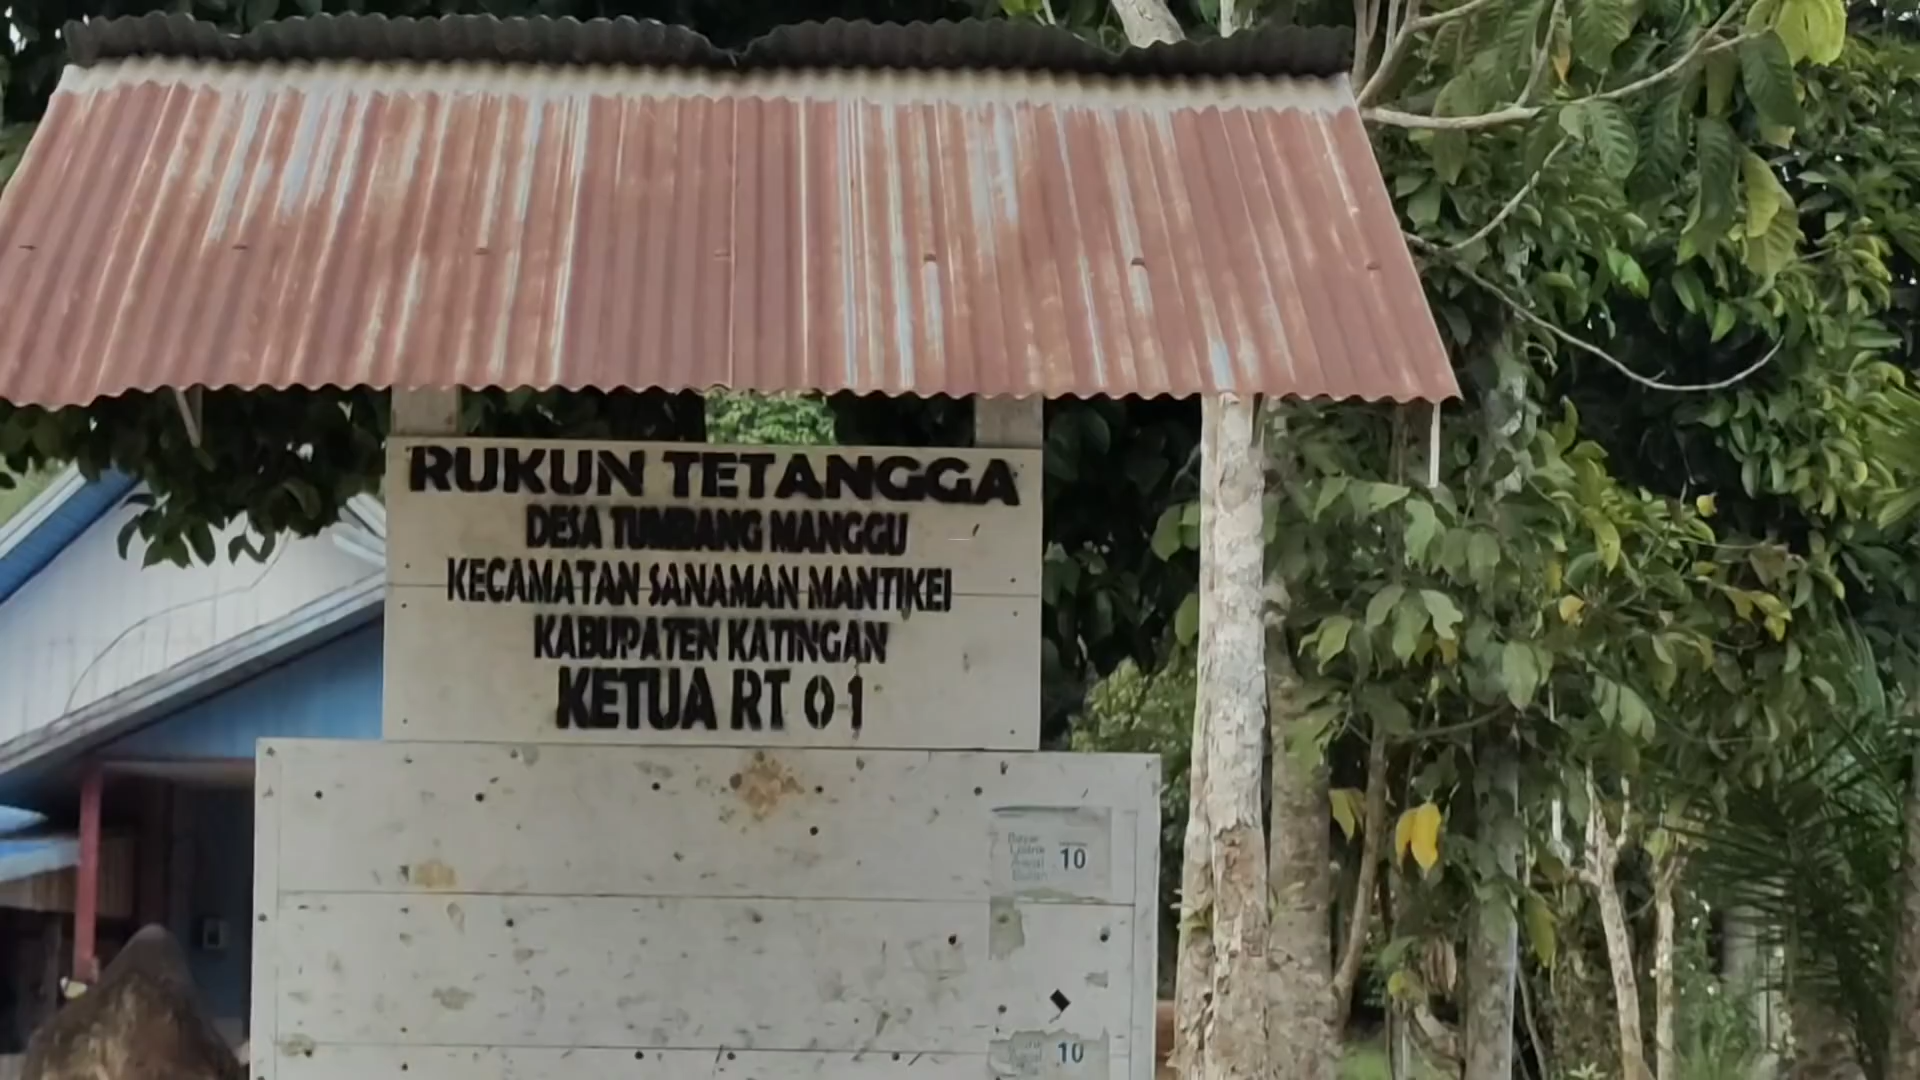 RUKUN TETANGGA
DESA TUMBANG MANGGU
KECAMATAN SANAMAN MANTIKEI
KABUPATEN KATINGAN
KETUA RT 01
10
10